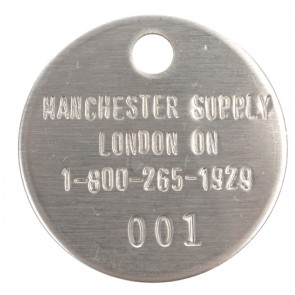 MANCHESTER SUPPLY
LONDON ON
1-800-265-1929
001